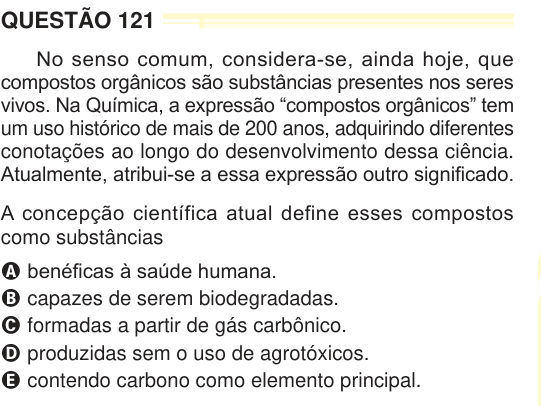 QUESTÃO 121
No senso comum, considera-se, ainda hoje, que
compostos orgânicos são substâncias presentes nos seres
vivos. Na Química, a expressão “compostos orgânicos” tem
um uso histórico de mais de 200 anos, adquirindo diferentes
conotações ao longo do desenvolvimento dessa ciência.
Atualmente, atribui-se a essa expressão outro significado.
A concepção científica atual define esses compostos
como substâncias
A benéficas à saúde humana.
B capazes de serem biodegradadas.
C formadas a partir de gás carbônico.
D produzidas sem o uso de agrotóxicos.
E contendo carbono como elemento principal.